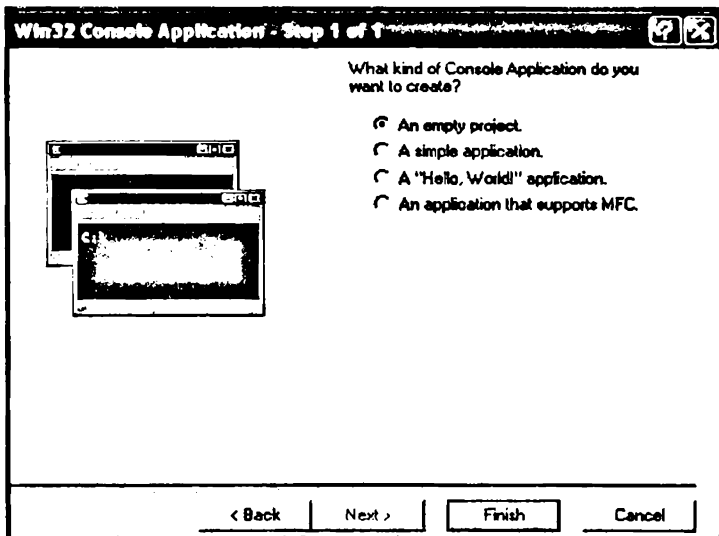 Win32 Console Application - Step 1 of 1
What kind of Console Application do you
want to create?
An empty project.
A simple application.
A "Hello, World!" application.
An application that supports MFC.
C:\
< Back
Next >
Finish
Cancel